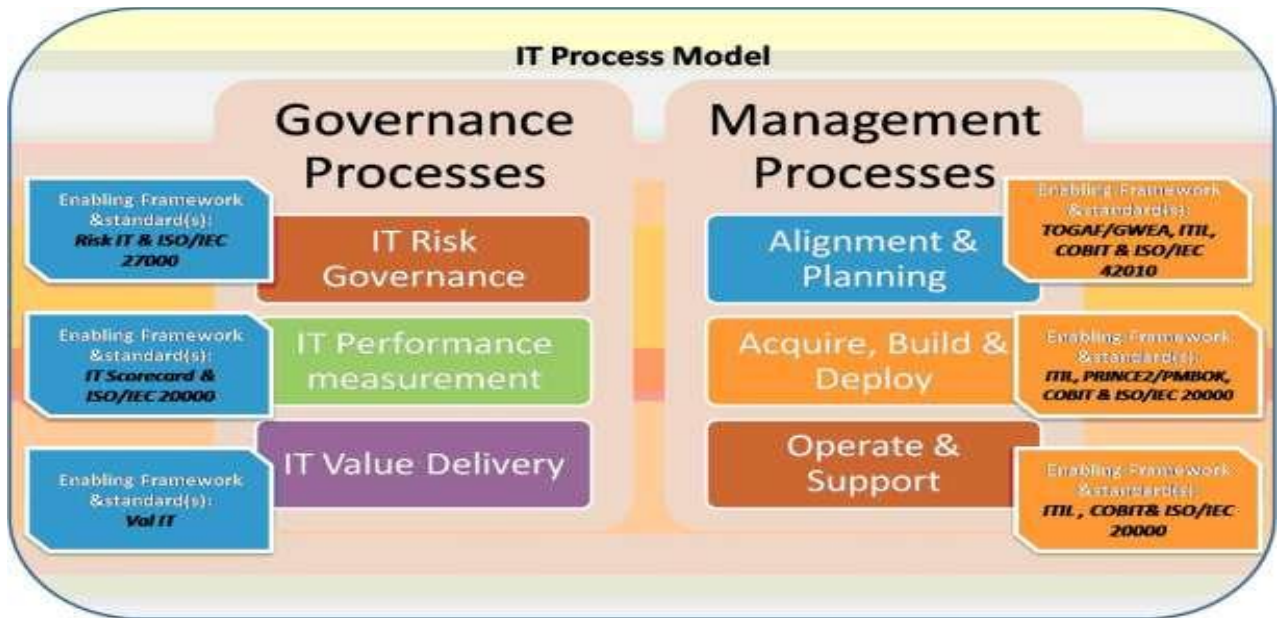 IT Process Model
Governance
Processes
Enabling Framework
&standard(s):
Risk IT & ISO/IEC
27000
IT Risk
Governance
Enabling Framework
&standard(s):
IT Scorecard &
ISO/IEC 20000
IT Performance
measurement
Enabling Framework
&standard(s):
Val IT
IT Value Delivery
Management
Processes
Alignment &
Planning
Enabling Framework
&standard(s):
TOGAF/GWEA, ITIL,
COBIT & ISO/IEC
42010
Acquire, Build &
Deploy
Enabling Framework
&standard(s):
ITIL, PRINCE2/PMBOK,
COBIT & ISO/IEC 20000
Operate &
Support
Enabling Framework
&standard(s):
ITIL , COBIT& ISO/IEC
20000